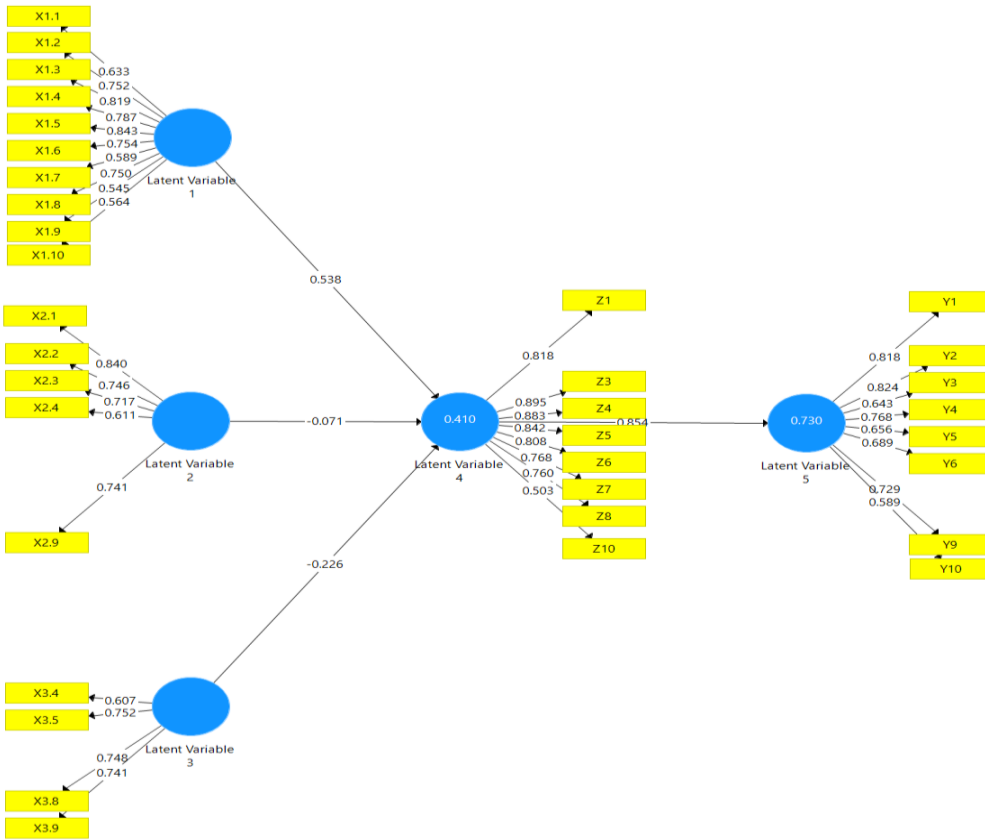 X1.1
X1.2
X1.3
X1.4
X1.5
X1.6
X1.7
X1.8
X1.9
X1.10
0.633
0.752
0.819
0.787
0.843
0.754
0.589
0.750
0.545
0.564
Latent Variable
1
0.538
X2.1
X2.2
X2.3
X2.4
X2.9
0.840
0.746
0.717
0.611
0.741
Latent Variable
2
-0.071
X3.4
X3.5
X3.8
X3.9
0.607
0.752
0.748
0.741
Latent Variable
3
-0.226
0.410
Latent Variable
4
0.818
0.895
0.883
0.842
0.808
0.768
0.760
0.503
Z1
Z3
Z4
Z5
Z6
Z7
Z8
Z10
0.854
0.730
Latent Variable
5
0.818
0.824
0.643
0.768
0.656
0.689
0.729
0.589
Y1
Y2
Y3
Y4
Y5
Y6
Y9
Y10